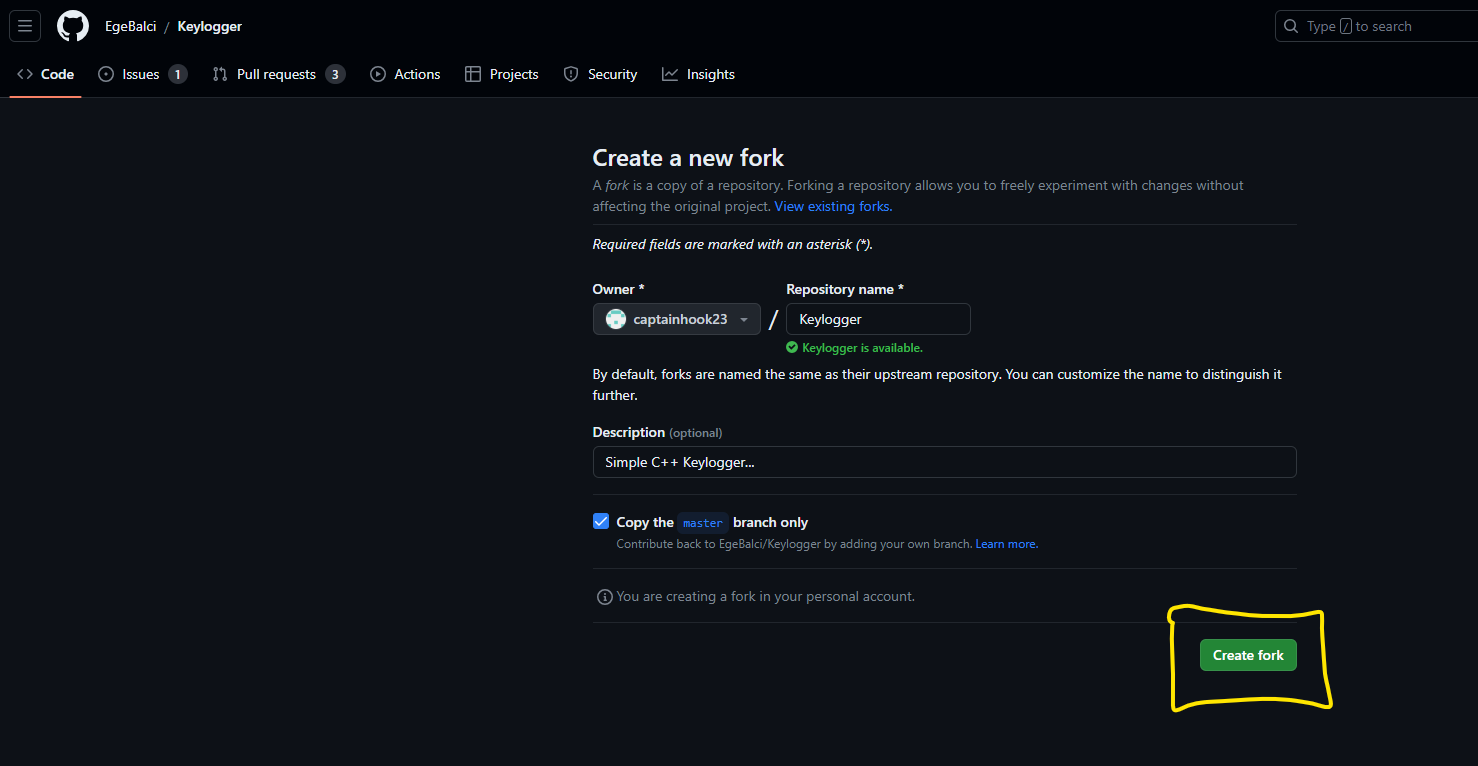 EgeBalci / Keylogger
Type / to search
Code Issues 1 Pull requests 3 Actions Projects Security Insights
Create a new fork
A fork is a copy of a repository. Forking a repository allows you to freely experiment with changes without
affecting the original project. View existing forks.
Required fields are marked with an asterisk (*).
Owner * Repository name *
captainhook23 / Keylogger
Keylogger is available.
By default, forks are named the same as their upstream repository. You can customize the name to distinguish it
further.
Description (optional)
Simple C++ Keylogger...
Copy the master branch only
Contribute back to EgeBalci/Keylogger by adding your own branch. Learn more.
You are creating a fork in your personal account.
Create fork